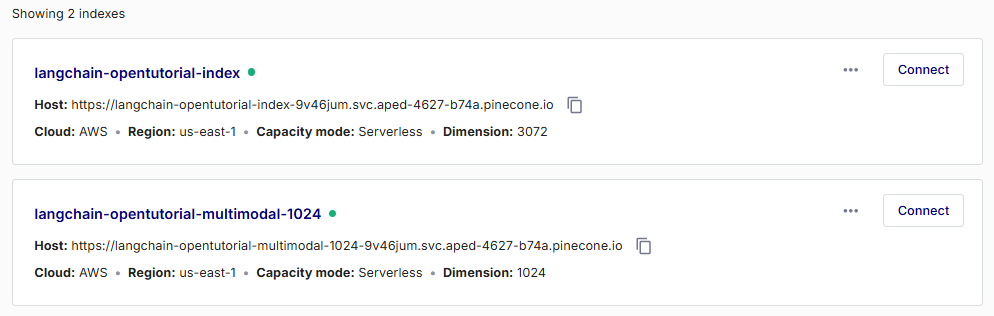 Showing 2 indexes
langchain-opentutorial-index
Connect
Host: https://langchain-opentutorial-index-9v46jum.svc.aped-4627-b74a.pinecone.io
Cloud: AWS • Region: us-east-1 • Capacity mode: Serverless • Dimension: 3072
langchain-opentutorial-multimodal-1024
Connect
Host: https://langchain-opentutorial-multimodal-1024-9v46jum.svc.aped-4627-b74a.pinecone.io
Cloud: AWS • Region: us-east-1 • Capacity mode: Serverless • Dimension: 1024